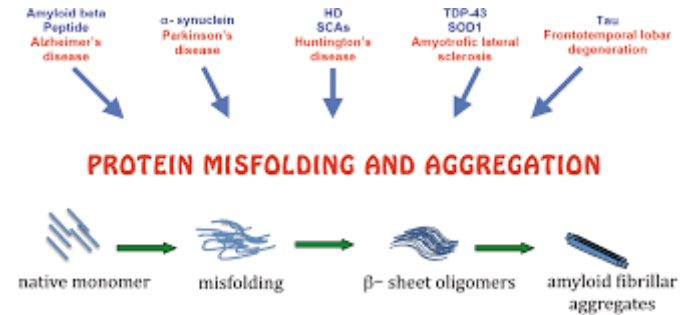 Amyloid beta
Peptide
Alzheimer's
disease
α- synuclein
Parkinson's
disease
HD
SCAs
Huntington's
disease
TDP-43
SOD1
Amyotrofic lateral
sclerosis
Tau
Frontotemporal lobar
degeneration
PROTEIN MISFOLDING AND AGGREGATION
native monomer
misfolding
β− sheet oligomers
amyloid fibrillar
aggregates